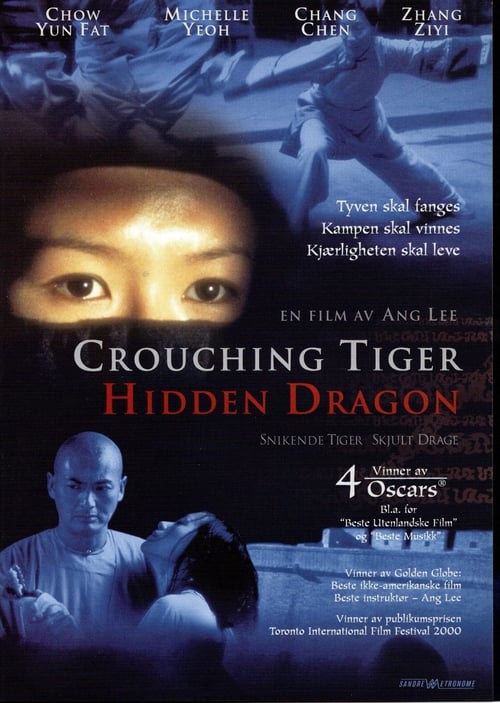 CHOW YUN FAT
MICHELLE YEOH
CHANG CHEN
ZHANG ZIYI
Tyven skal fanges
Kampen skal vinnes
Kjærligheten skal leve
EN FILM AV ANG LEE
CROUCHING TIGER
HIDDEN DRAGON
SNIKENDE TIGER SKJULT DRAGE
Vinner av
4 Oscars®
Bl.a. for
"Beste Utenlandske Film"
og "Beste Musikk"
Vinner av Golden Globe:
Beste ikke-amerikanske film
Beste instruktør – Ang Lee
Vinner av publikumsprisen
Toronto International Film Festival 2000
SANDREW METRONOME